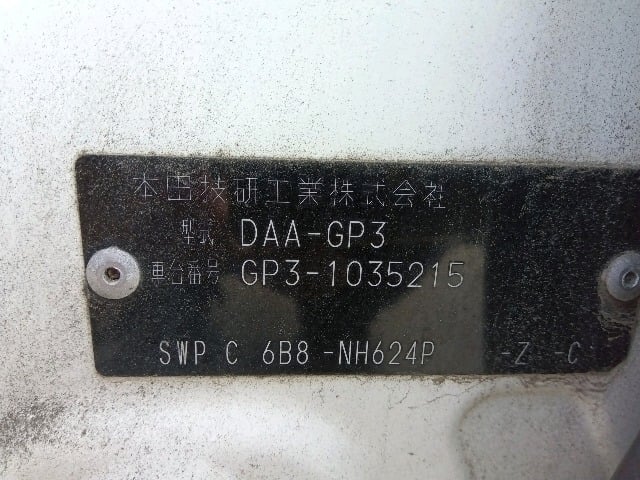 本田技研工業株式会社
型式 DAA-GP3
車台番号 GP3-1035215
SWP C 6B8 -NH624P -Z -C